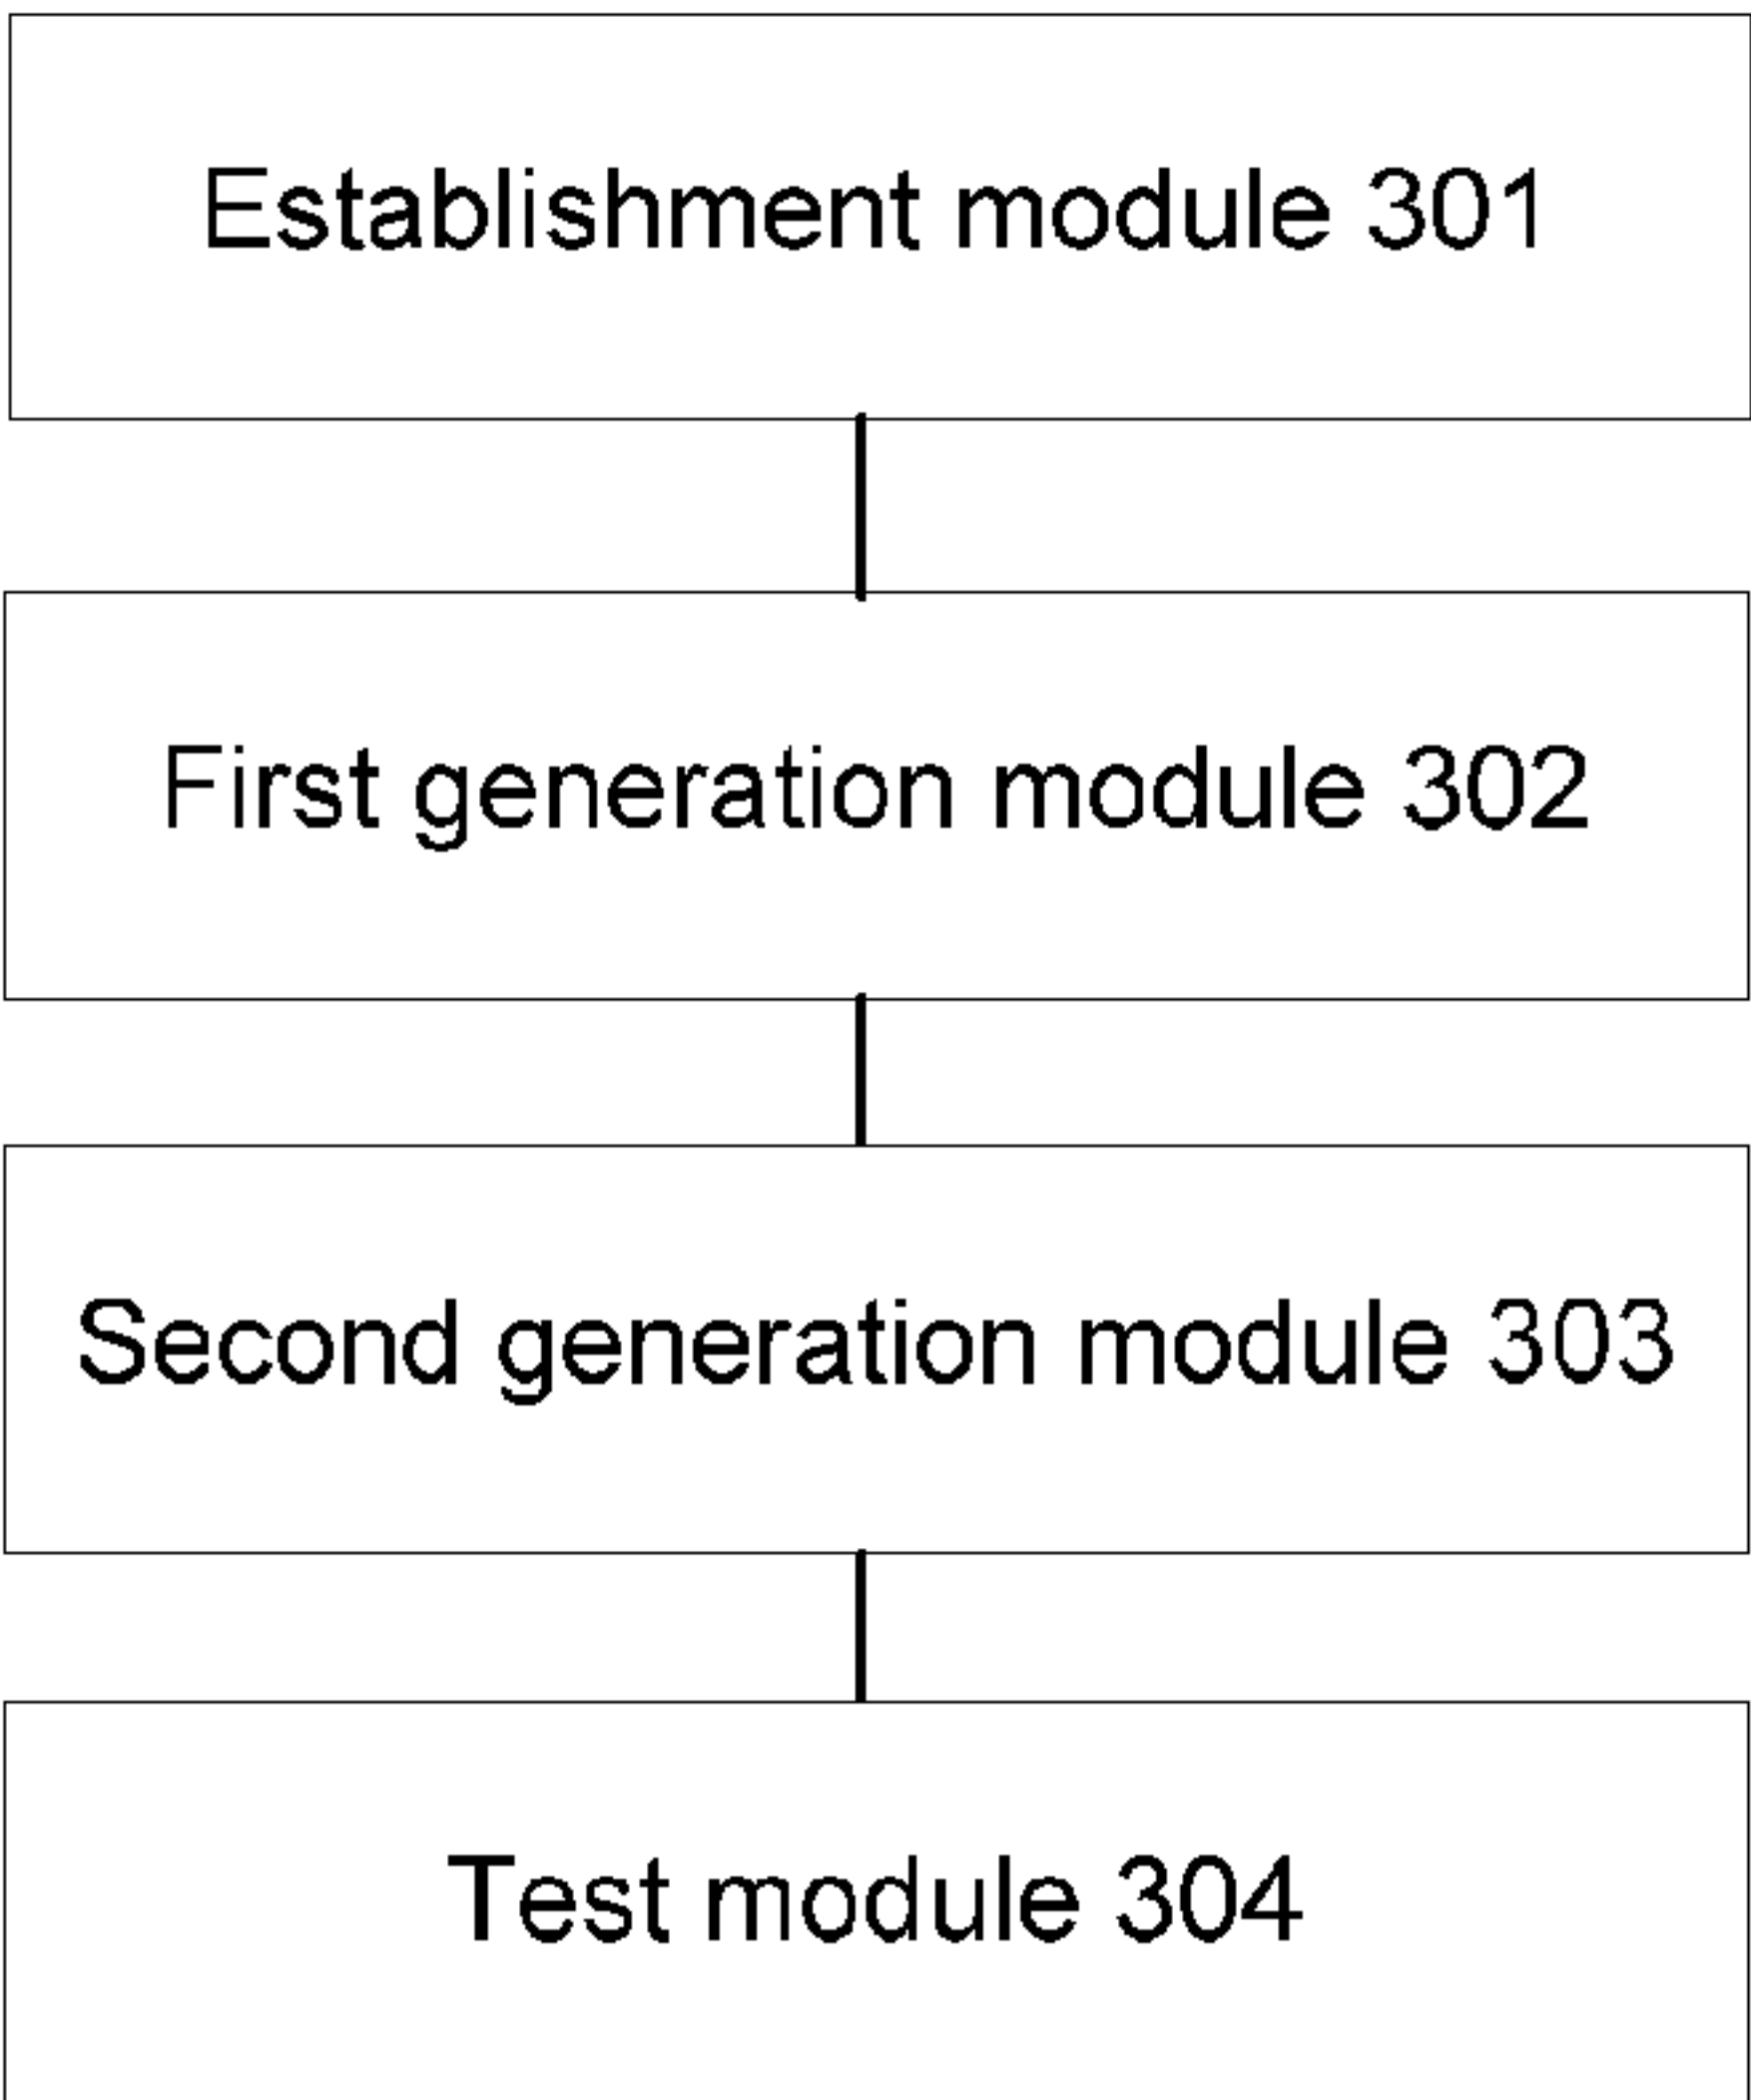 Establishment module 301
First generation module 302
Second generation module 303
Test module 304